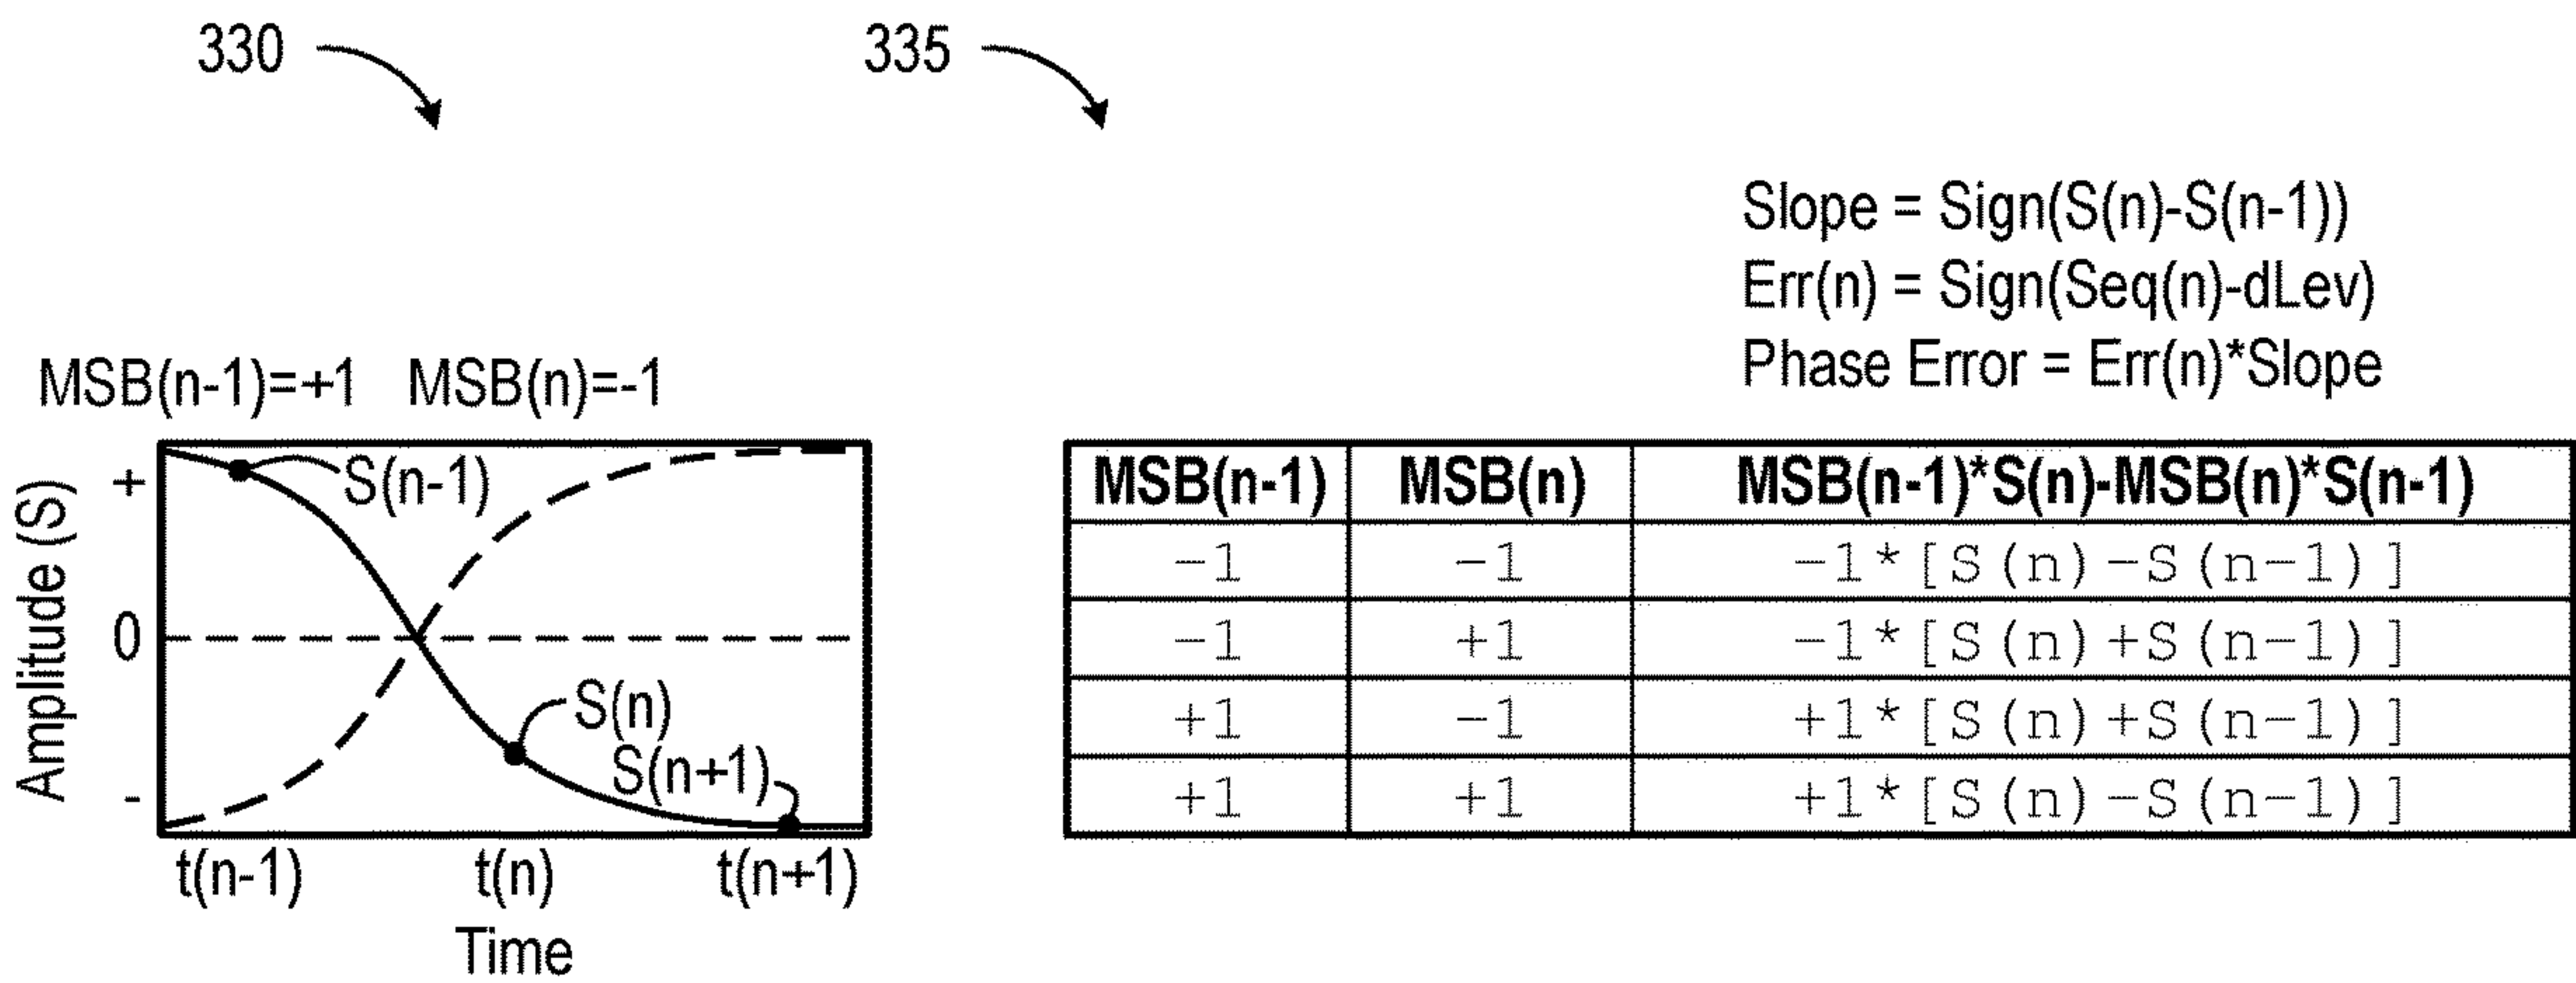 330
335
Slope = Sign(S(n)-S(n-1))
Err(n) = Sign(Seq(n)-dLev)
Phase Error = Err(n)*Slope
MSB(n-1)=+1 MSB(n)=-1
Amplitude (S)
+
0
-
S(n-1)
S(n)
S(n+1)
t(n-1) t(n) t(n+1)
Time
MSB(n-1) MSB(n) MSB(n-1)*S(n)-MSB(n)*S(n-1)
-1 -1 -1*[S(n)-S(n-1)]
-1 +1 -1*[S(n)+S(n-1)]
+1 -1 +1*[S(n)+S(n-1)]
+1 +1 +1*[S(n)-S(n-1)]